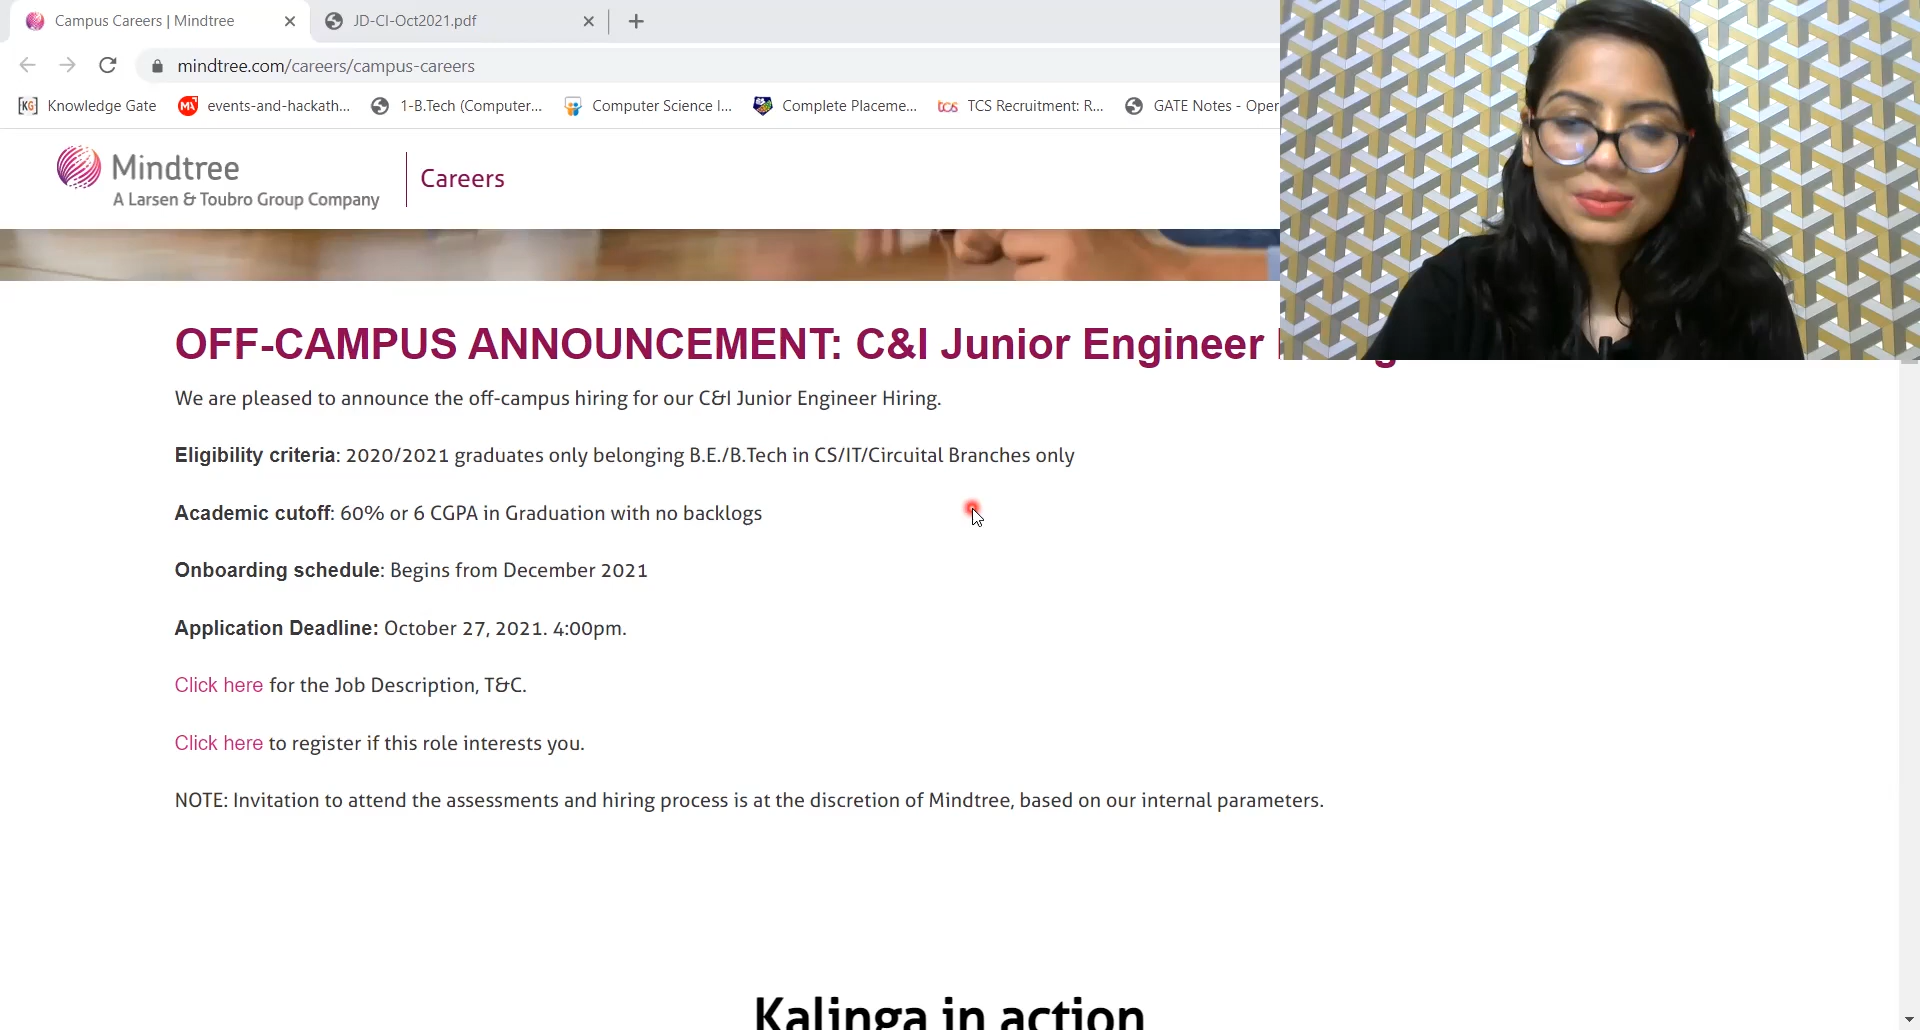 Campus Careers | Mindtree
JD-CI-Oct2021.pdf
mindtree.com/careers/campus-careers
KG Knowledge Gate
events-and-hackath...
1-B.Tech (Computer...
Computer Science I...
Complete Placeme...
tcs TCS Recruitment: R...
GATE Notes - Oper
Mindtree
A Larsen & Toubro Group Company
Careers
OFF-CAMPUS ANNOUNCEMENT: C&I Junior Engineer
We are pleased to announce the off-campus hiring for our C&I Junior Engineer Hiring.
Eligibility criteria: 2020/2021 graduates only belonging B.E./B.Tech in CS/IT/Circuital Branches only
Academic cutoff: 60% or 6 CGPA in Graduation with no backlogs
Onboarding schedule: Begins from December 2021
Application Deadline: October 27, 2021. 4:00pm.
Click here for the Job Description, T&C.
Click here to register if this role interests you.
NOTE: Invitation to attend the assessments and hiring process is at the discretion of Mindtree, based on our internal parameters.
Kalinga in action